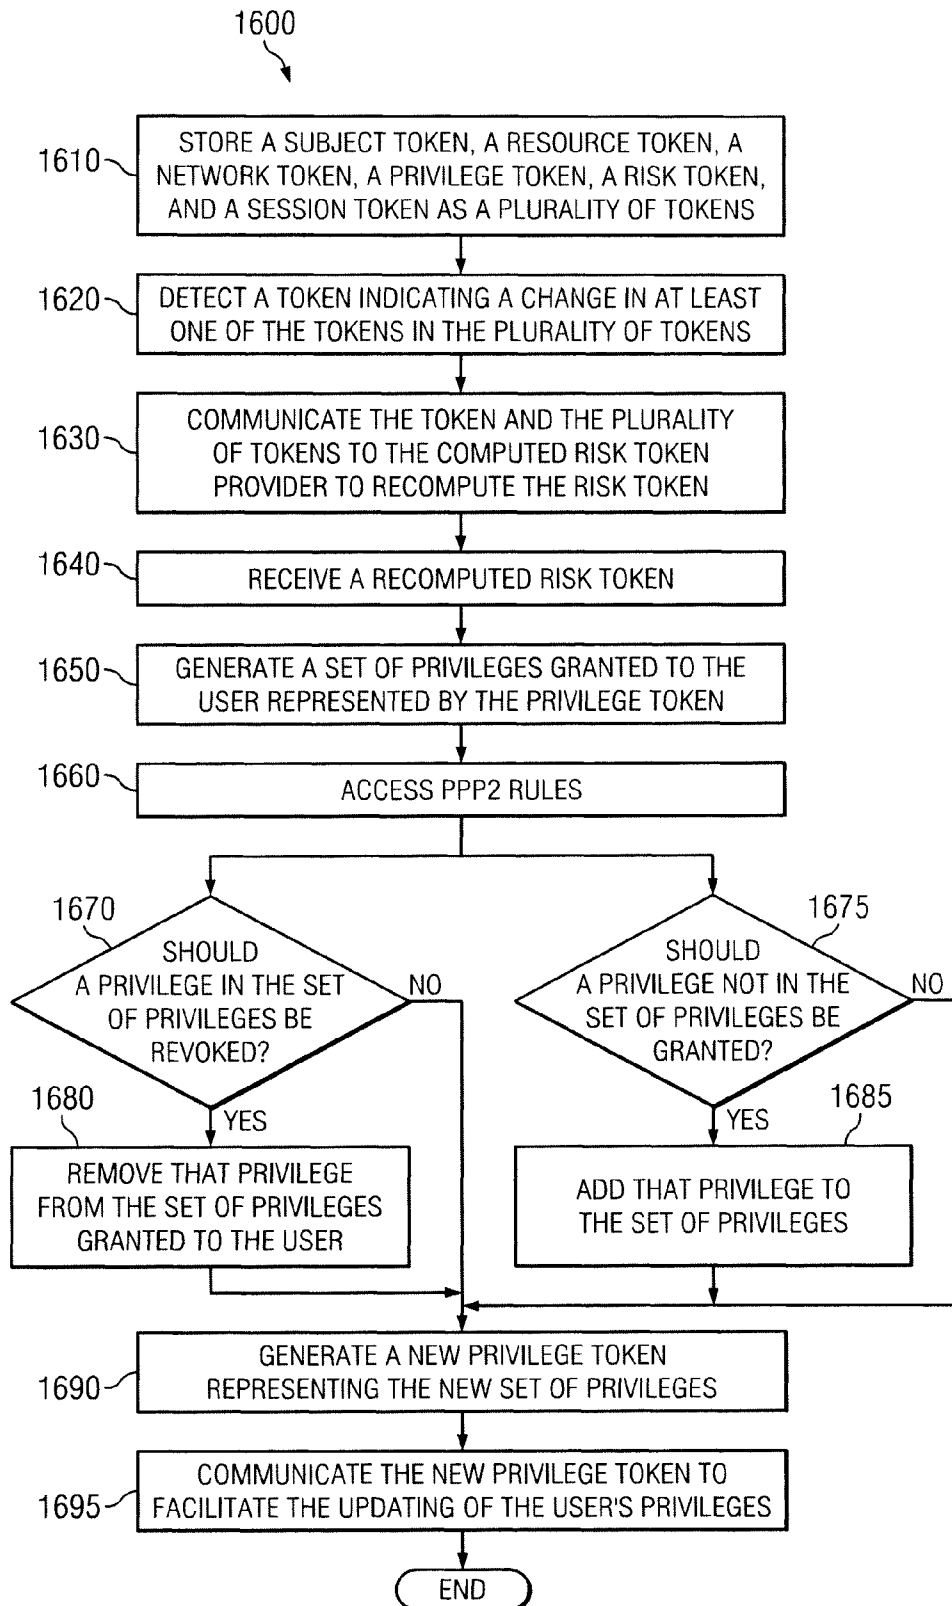 1600
1610
STORE A SUBJECT TOKEN, A RESOURCE TOKEN, A
NETWORK TOKEN, A PRIVILEGE TOKEN, A RISK TOKEN,
AND A SESSION TOKEN AS A PLURALITY OF TOKENS
1620
DETECT A TOKEN INDICATING A CHANGE IN AT LEAST
ONE OF THE TOKENS IN THE PLURALITY OF TOKENS
1630
COMMUNICATE THE TOKEN AND THE PLURALITY
OF TOKENS TO THE COMPUTED RISK TOKEN
PROVIDER TO RECOMPUTE THE RISK TOKEN
1640
RECEIVE A RECOMPUTED RISK TOKEN
1650
GENERATE A SET OF PRIVILEGES GRANTED TO THE
USER REPRESENTED BY THE PRIVILEGE TOKEN
1660
ACCESS PPP2 RULES
1670
SHOULD
A PRIVILEGE IN THE SET
OF PRIVILEGES BE
REVOKED?
NO
YES
1675
SHOULD
A PRIVILEGE NOT IN THE
SET OF PRIVILEGES BE
GRANTED?
NO
YES
1680
REMOVE THAT PRIVILEGE
FROM THE SET OF PRIVILEGES
GRANTED TO THE USER
1685
ADD THAT PRIVILEGE TO
THE SET OF PRIVILEGES
1690
GENERATE A NEW PRIVILEGE TOKEN
REPRESENTING THE NEW SET OF PRIVILEGES
1695
COMMUNICATE THE NEW PRIVILEGE TOKEN TO
FACILITATE THE UPDATING OF THE USER'S PRIVILEGES
END